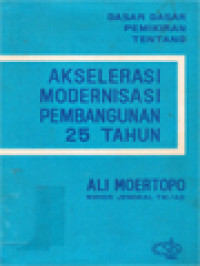 DASAR DASAR
PEMIKIRAN
TENTANG
AKSELERASI
MODERNISASI
PEMBANGUNAN
25 TAHUN
ALI MOERTOPO